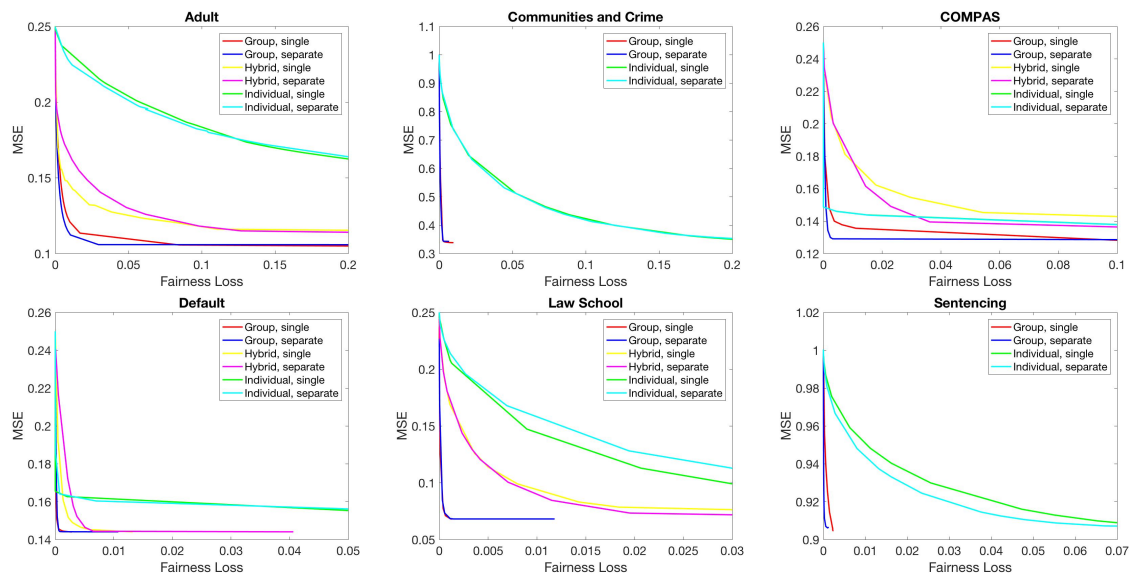 Adult
0.25
0.2
0.15
0.1
MSE
0 0.05 0.1 0.15 0.2
Fairness Loss
Group, single
Group, separate
Hybrid, single
Hybrid, separate
Individual, single
Individual, separate
Communities and Crime
1.1
1
0.9
0.8
0.7
0.6
0.5
0.4
0.3
MSE
0 0.05 0.1 0.15 0.2
Fairness Loss
Group, single
Group, separate
Individual, single
Individual, separate
COMPAS
0.26
0.24
0.22
0.2
0.18
0.16
0.14
0.12
MSE
0 0.02 0.04 0.06 0.08 0.1
Fairness Loss
Group, single
Group, separate
Hybrid, single
Hybrid, separate
Individual, single
Individual, separate
Default
0.26
0.24
0.22
0.2
0.18
0.16
0.14
MSE
0 0.01 0.02 0.03 0.04 0.05
Fairness Loss
Group, single
Group, separate
Hybrid, single
Hybrid, separate
Individual, single
Individual, separate
Law School
0.25
0.2
0.15
0.1
0.05
MSE
0 0.005 0.01 0.015 0.02 0.025 0.03
Fairness Loss
Group, single
Group, separate
Hybrid, single
Hybrid, separate
Individual, single
Individual, separate
Sentencing
1.02
1
0.98
0.96
0.94
0.92
0.9
MSE
0 0.01 0.02 0.03 0.04 0.05 0.06 0.07
Fairness Loss
Group, single
Group, separate
Individual, single
Individual, separate